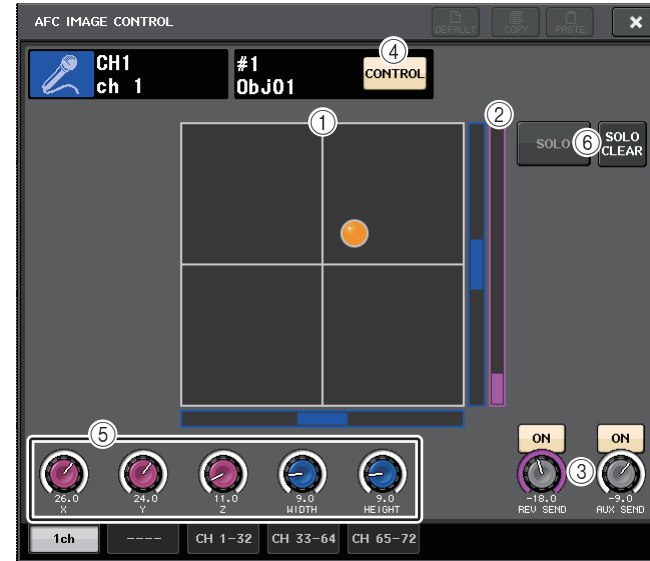 AFC IMAGE CONTROL
DEFAULT
COPY
PASTE
×
CH1
ch 1
#1
ObJ01
④
CONTROL
①
②
SOLO
⑥
SOLO
CLEAR
⑤
26.0
X
24.0
Y
11.0
Z
9.0
WIDTH
9.0
HEIGHT
ON
ON
③
-18.0
REV SEND
-9.0
AUX SEND
1ch
----
CH 1-32
CH 33-64
CH 65-72